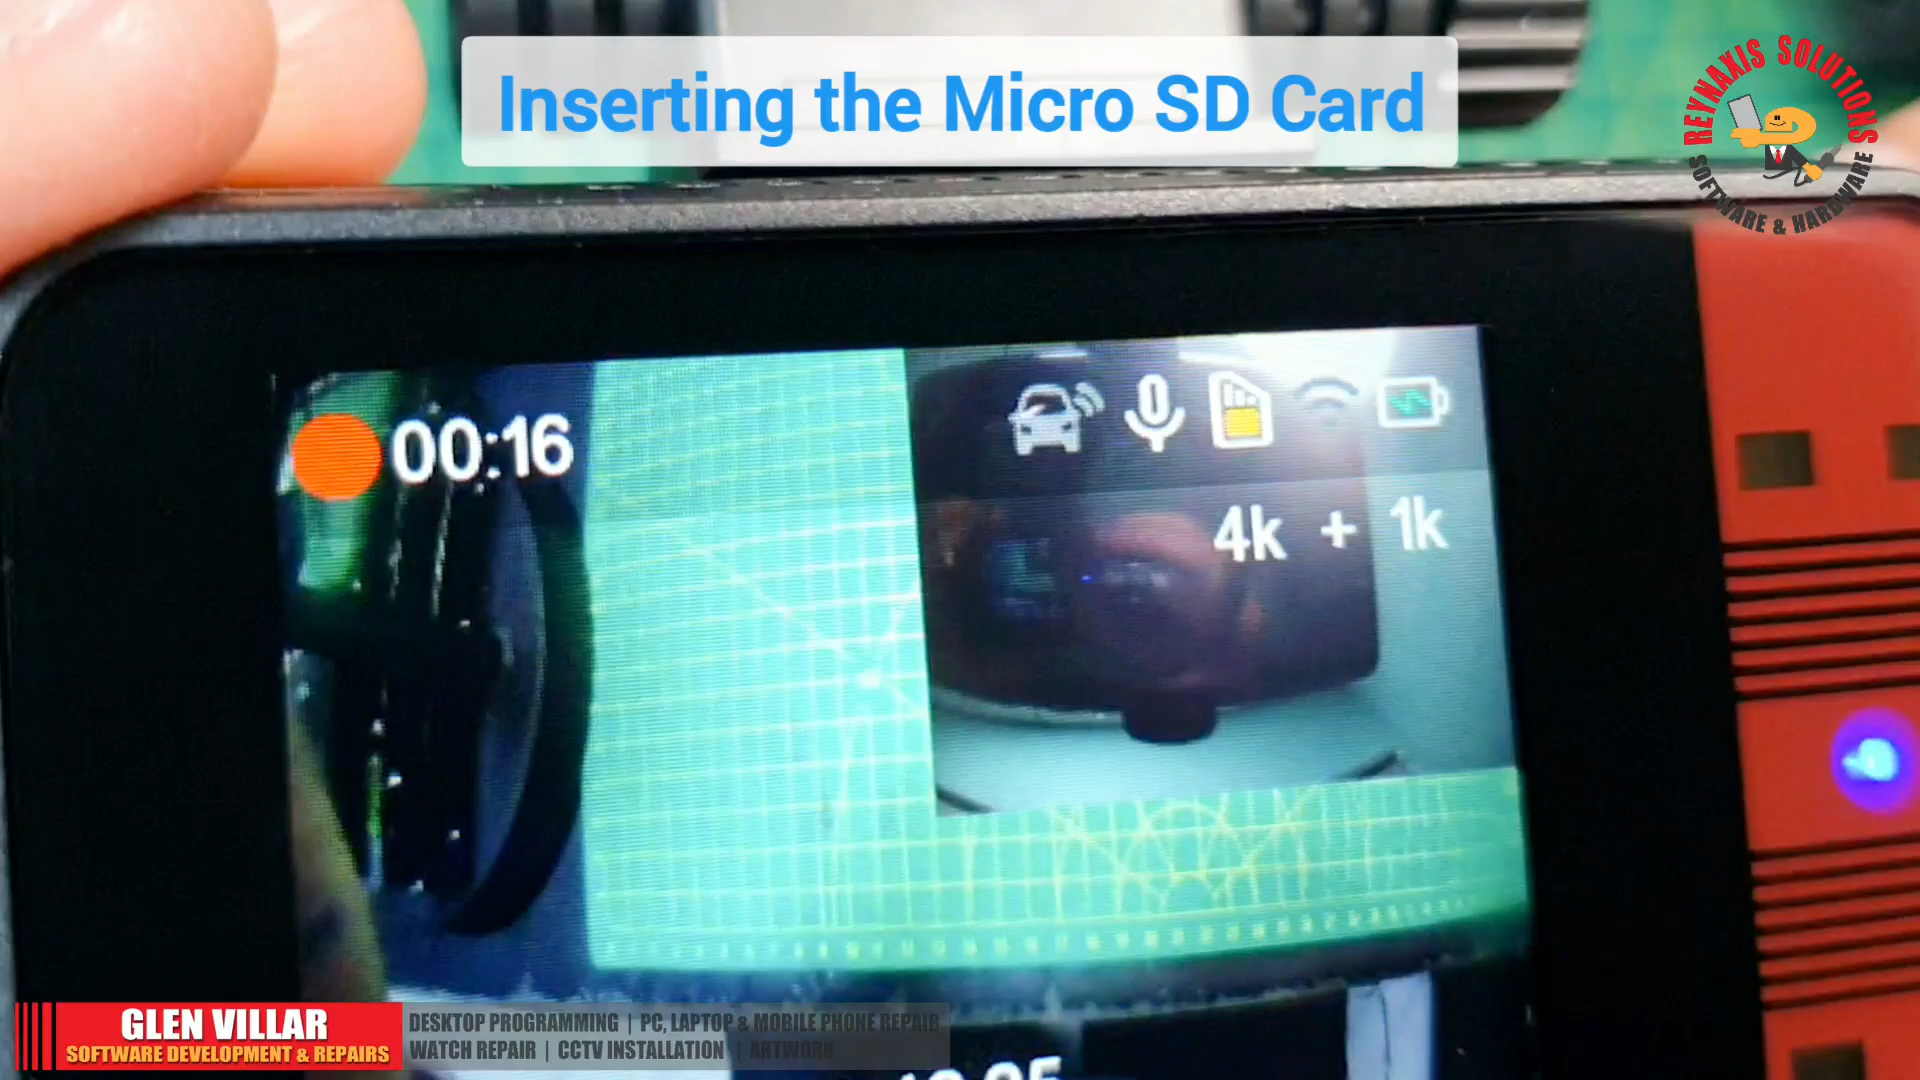 Inserting the Micro SD Card
REYNAXIS SOLUTIONS
SOFTWARE & HARDWARE
00:16
4k + 1k
GLEN VILLAR
SOFTWARE DEVELOPMENT & REPAIRS
DESKTOP PROGRAMMING | PC, LAPTOP & MOBILE PHONE REPAIR
WATCH REPAIR | CCTV INSTALLATION | ARTWORK